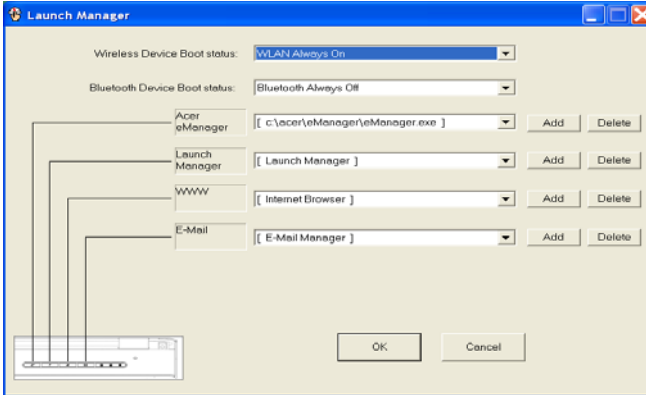 Launch Manager
Wireless Device Boot status: WLAN Always On
Bluetooth Device Boot status: Bluetooth Always Off
Acer
eManager
[ c:\acer\eManager\eManager.exe ] Add Delete
Launch
Manager
[ Launch Manager ] Add Delete
WWW
[ Internet Browser ] Add Delete
E-Mail
[ E-Mail Manager ] Add Delete
OK Cancel